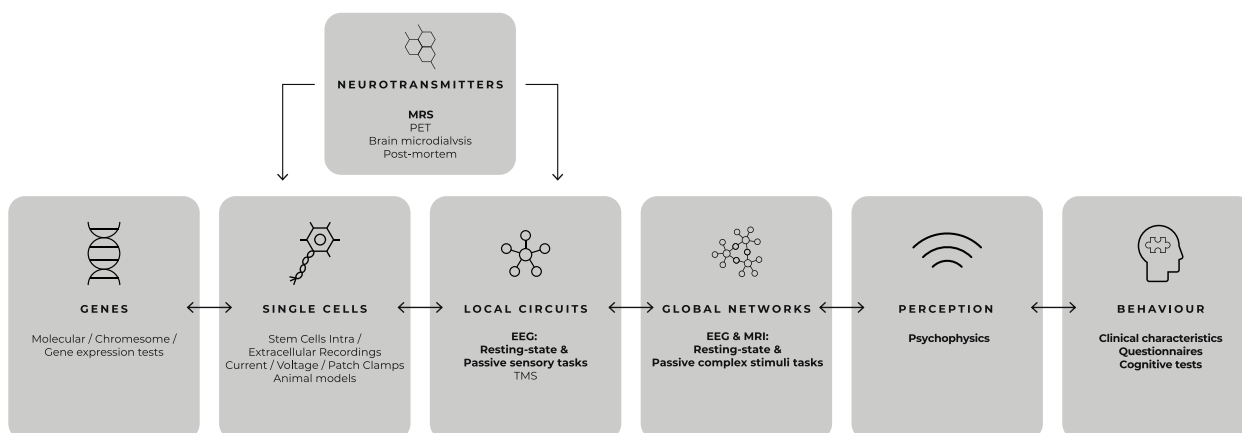 NEUROTRANSMITTERS
MRS
PET
Brain microdialvsis
Post-mortem
GENES
Molecular / Chromosome /
Gene expression tests
SINGLE CELLS
Stem Cells Intra /
Extracellular Recordings
Current / Voltage / Patch Clamps
Animal models
LOCAL CIRCUITS
EEG:
Resting-state &
Passive sensory tasks
TMS
GLOBAL NETWORKS
EEG & MRI:
Resting-state &
Passive complex stimuli tasks
PERCEPTION
Psychophysics
BEHAVIOUR
Clinical characteristics
Questionnaires
Cognitive tests